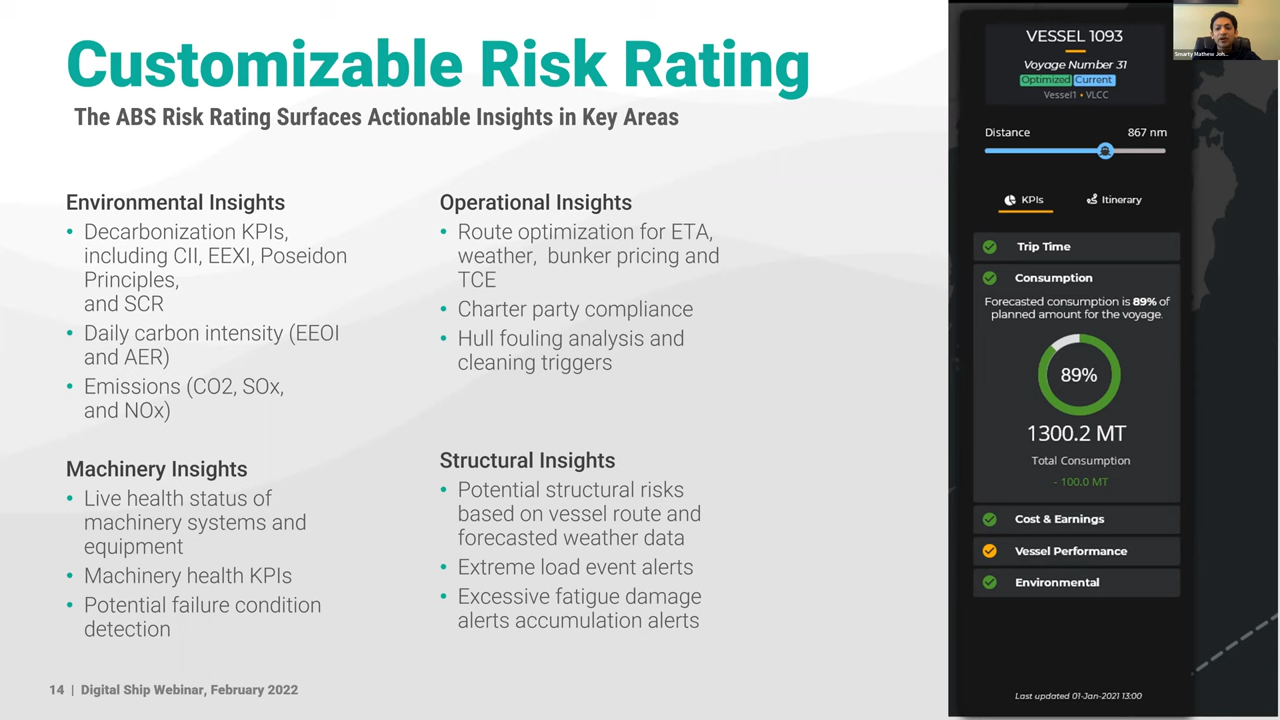 Customizable Risk Rating
The ABS Risk Rating Surfaces Actionable Insights in Key Areas
Environmental Insights
• Decarbonization KPIs,
including CII, EEXI, Poseidon
Principles,
and SCR
• Daily carbon intensity (EEOI
and AER)
• Emissions (CO2, SOx,
and NOx)
Machinery Insights
• Live health status of
machinery systems and
equipment
• Machinery health KPIs
• Potential failure condition
detection
Operational Insights
• Route optimization for ETA,
weather, bunker pricing and
TCE
• Charter party compliance
• Hull fouling analysis and
cleaning triggers
Structural Insights
• Potential structural risks
based on vessel route and
forecasted weather data
• Extreme load event alerts
• Excessive fatigue damage
alerts accumulation alerts
14 | Digital Ship Webinar, February 2022
VESSEL 1093
Voyage Number 31
Optimized Current
Vessel1 • VLCC
Distance 867 nm
KPIs Itinerary
Trip Time
Consumption
Forecasted consumption is 89% of
planned amount for the voyage.
89%
1300.2 MT
Total Consumption
- 100.0 MT
Cost & Earnings
Vessel Performance
Environmental
Last updated 01-Jan-2021 13:00
Smarty Mathew Joh...